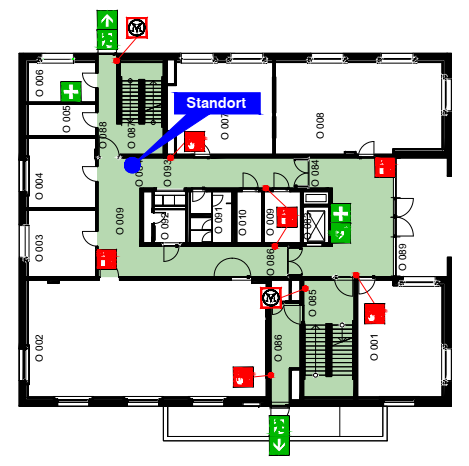 O 006
O 005
O 004
O 003
O 002
O 088
O 087
O 007
O 008
Standort
O 093
O 084
O 009
O 092
O 091
O 010
O 009
O 089
O 086
O 085
O 086
O 001